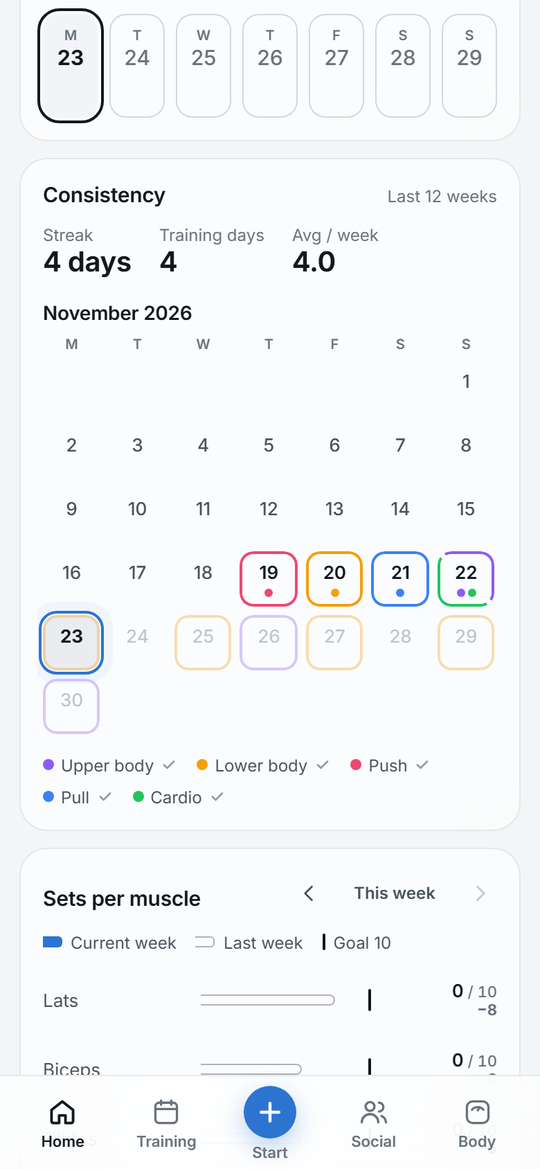 M T W T F S S
23 24 25 26 27 28 29
Consistency Last 12 weeks
Streak Training days Avg / week
4 days 4 4.0
November 2026
M T W T F S S
1
2 3 4 5 6 7 8
9 10 11 12 13 14 15
16 17 18 19 20 21 22
23 24 25 26 27 28 29
30
Upper body Lower body Push
Pull Cardio
Sets per muscle This week
Current week Last week Goal 10
Lats 0 / 10
−8
Biceps 0 / 10
Home Training Start Social Body